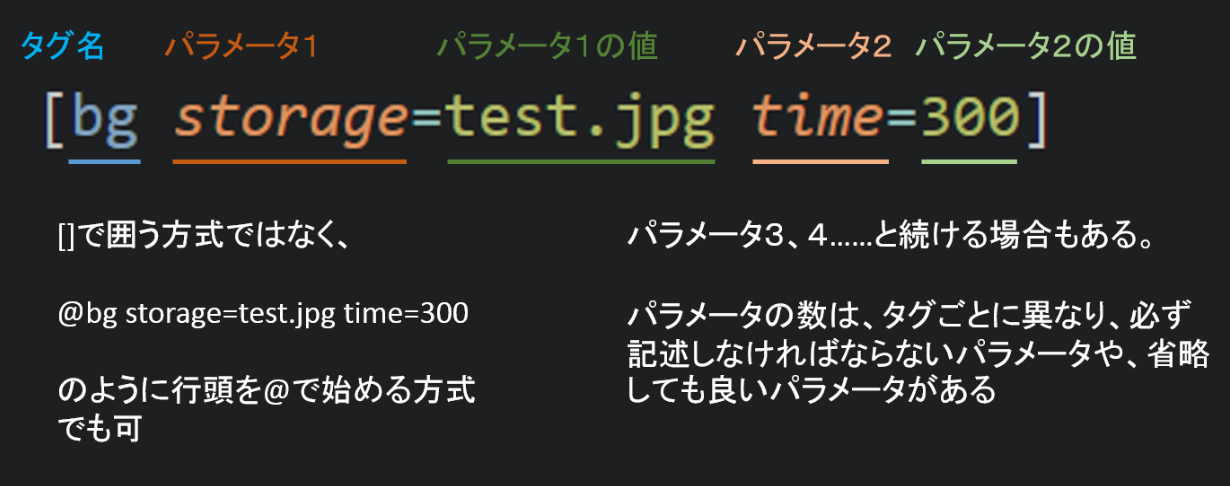 タグ名 パラメータ1 パラメータ1の値 パラメータ2 パラメータ2の値
[bg storage=test.jpg time=300]
[]で囲う方式ではなく、
@bg storage=test.jpg time=300
のように行頭を@で始める方式
でも可
パラメータ3、4……と続ける場合もある。
パラメータの数は、タグごとに異なり、必ず
記述しなければならないパラメータや、省略
しても良いパラメータがある